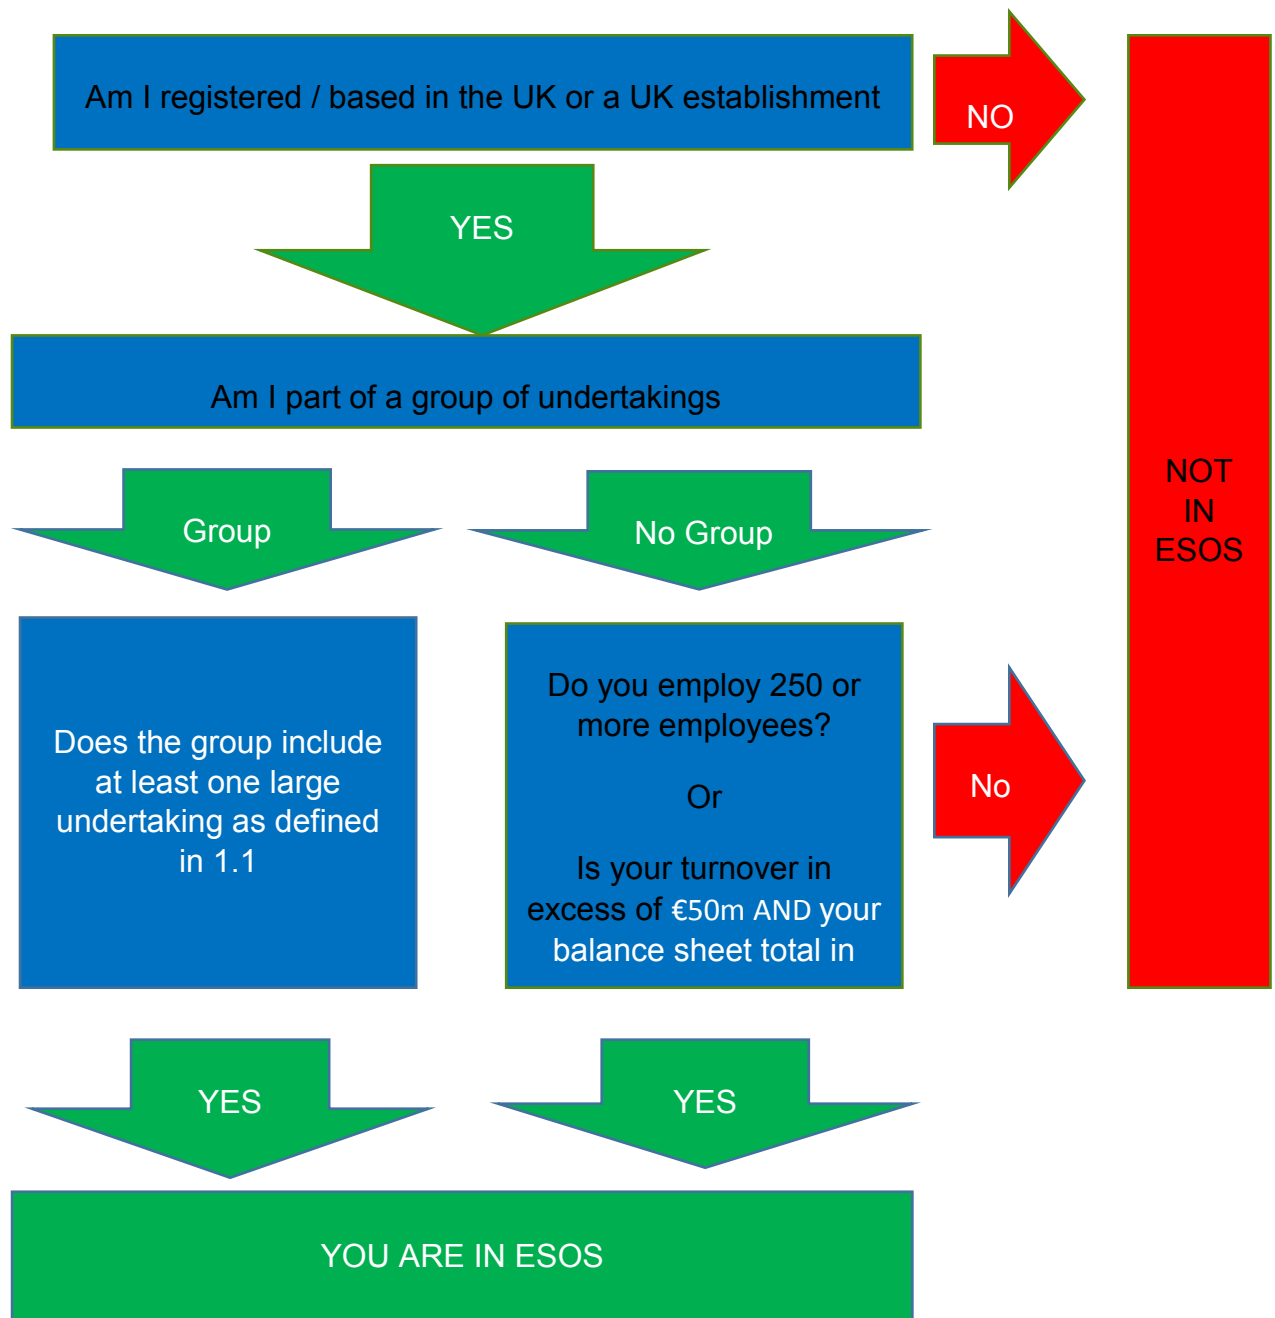 Am I registered / based in the UK or a UK establishment
NO
YES
Am I part of a group of undertakings
Group
No Group
NOT
IN
ESOS
Does the group include
at least one large
undertaking as defined
in 1.1
Do you employ 250 or
more employees?
Or
Is your turnover in
excess of €50m AND your
balance sheet total in
No
YES
YES
YOU ARE IN ESOS